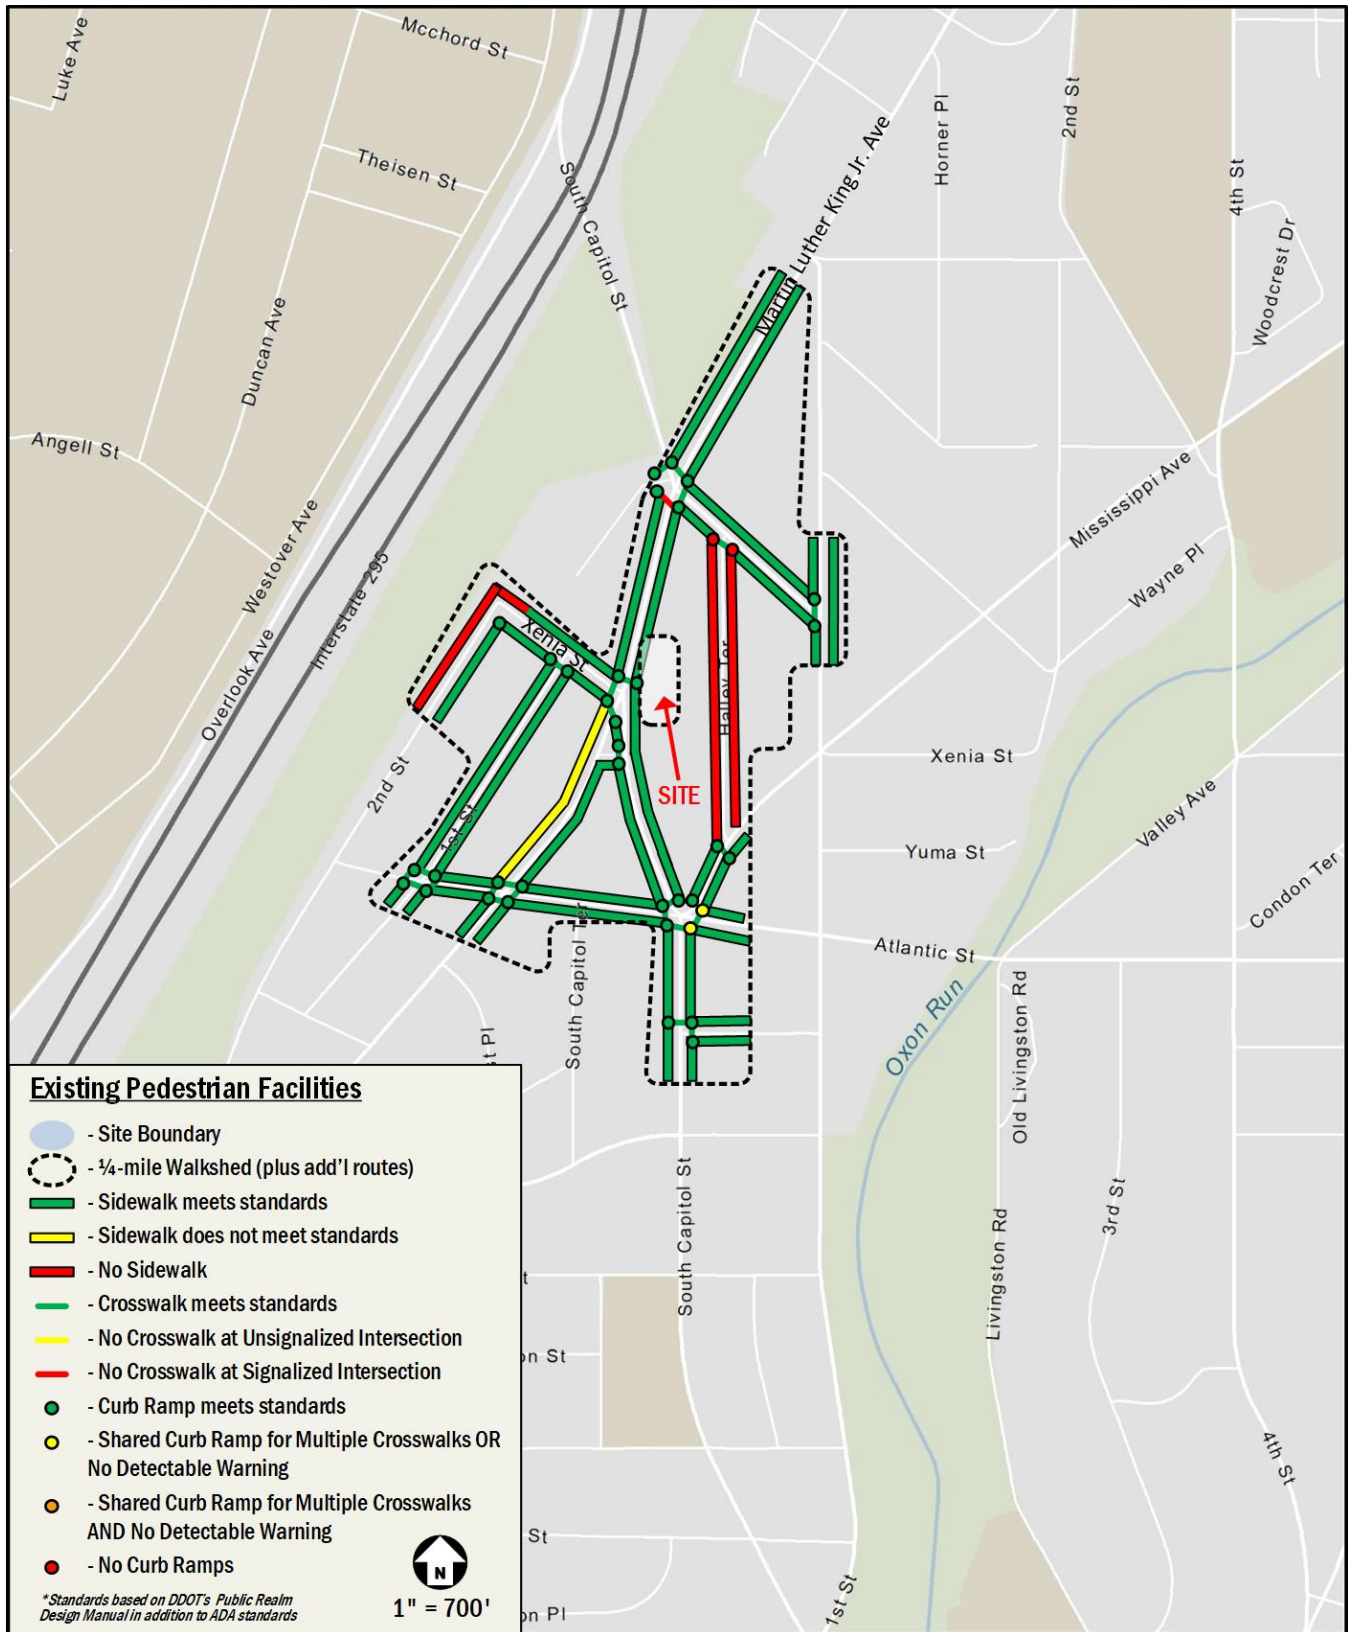 Luke Ave
Mcchord St
Theisen St
South Capitol St
Martin Luther King Jr. Ave
Horner Pl
2nd St
4th St
Woodcrest Dr
Duncan Ave
Angell St
Westover Ave
Overlook Ave
Interstate 295
Mississippi Ave
Wayne Pl
Xenia St
Halley Ter
SITE
2nd St
1st St
Xenia St
Yuma St
Valley Ave
Condon Ter
Atlantic St
South Capitol Ter
Oxon Run
Old Livingston Rd
st Pl
South Capitol St
Livingston Rd
3rd St
4th St
1st St
t
on St
St
on Pl
Existing Pedestrian Facilities
- Site Boundary
- ¼-mile Walkshed (plus add'l routes)
- Sidewalk meets standards
- Sidewalk does not meet standards
- No Sidewalk
- Crosswalk meets standards
- No Crosswalk at Unsignalized Intersection
- No Crosswalk at Signalized Intersection
- Curb Ramp meets standards
- Shared Curb Ramp for Multiple Crosswalks OR
No Detectable Warning
- Shared Curb Ramp for Multiple Crosswalks
AND No Detectable Warning
- No Curb Ramps
*Standards based on DDOT's Public Realm
Design Manual in addition to ADA standards
N
1" = 700'